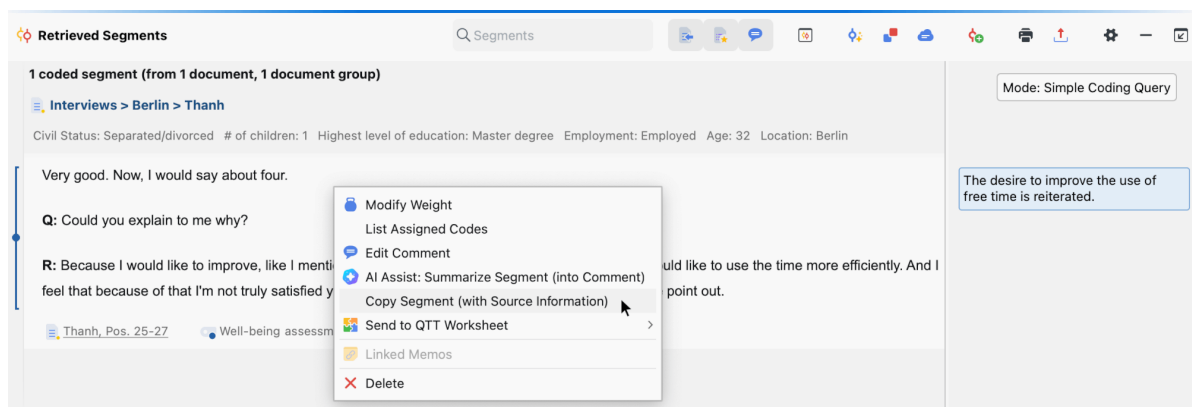 Retrieved Segments
Segments
1 coded segment (from 1 document, 1 document group)
Mode: Simple Coding Query
Interviews > Berlin > Thanh
Civil Status: Separated/divorced # of children: 1 Highest level of education: Master degree Employment: Employed Age: 32 Location: Berlin
Very good. Now, I would say about four.
Q: Could you explain to me why?
R: Because I would like to improve, like I menti
uld like to use the time more efficiently. And I
feel that because of that I'm not truly satisfied y
point out.
Thanh, Pos. 25-27 Well-being assessm
Modify Weight
List Assigned Codes
Edit Comment
AI Assist: Summarize Segment (into Comment)
Copy Segment (with Source Information)
Send to QTT Worksheet
Linked Memos
Delete
The desire to improve the use of
free time is reiterated.